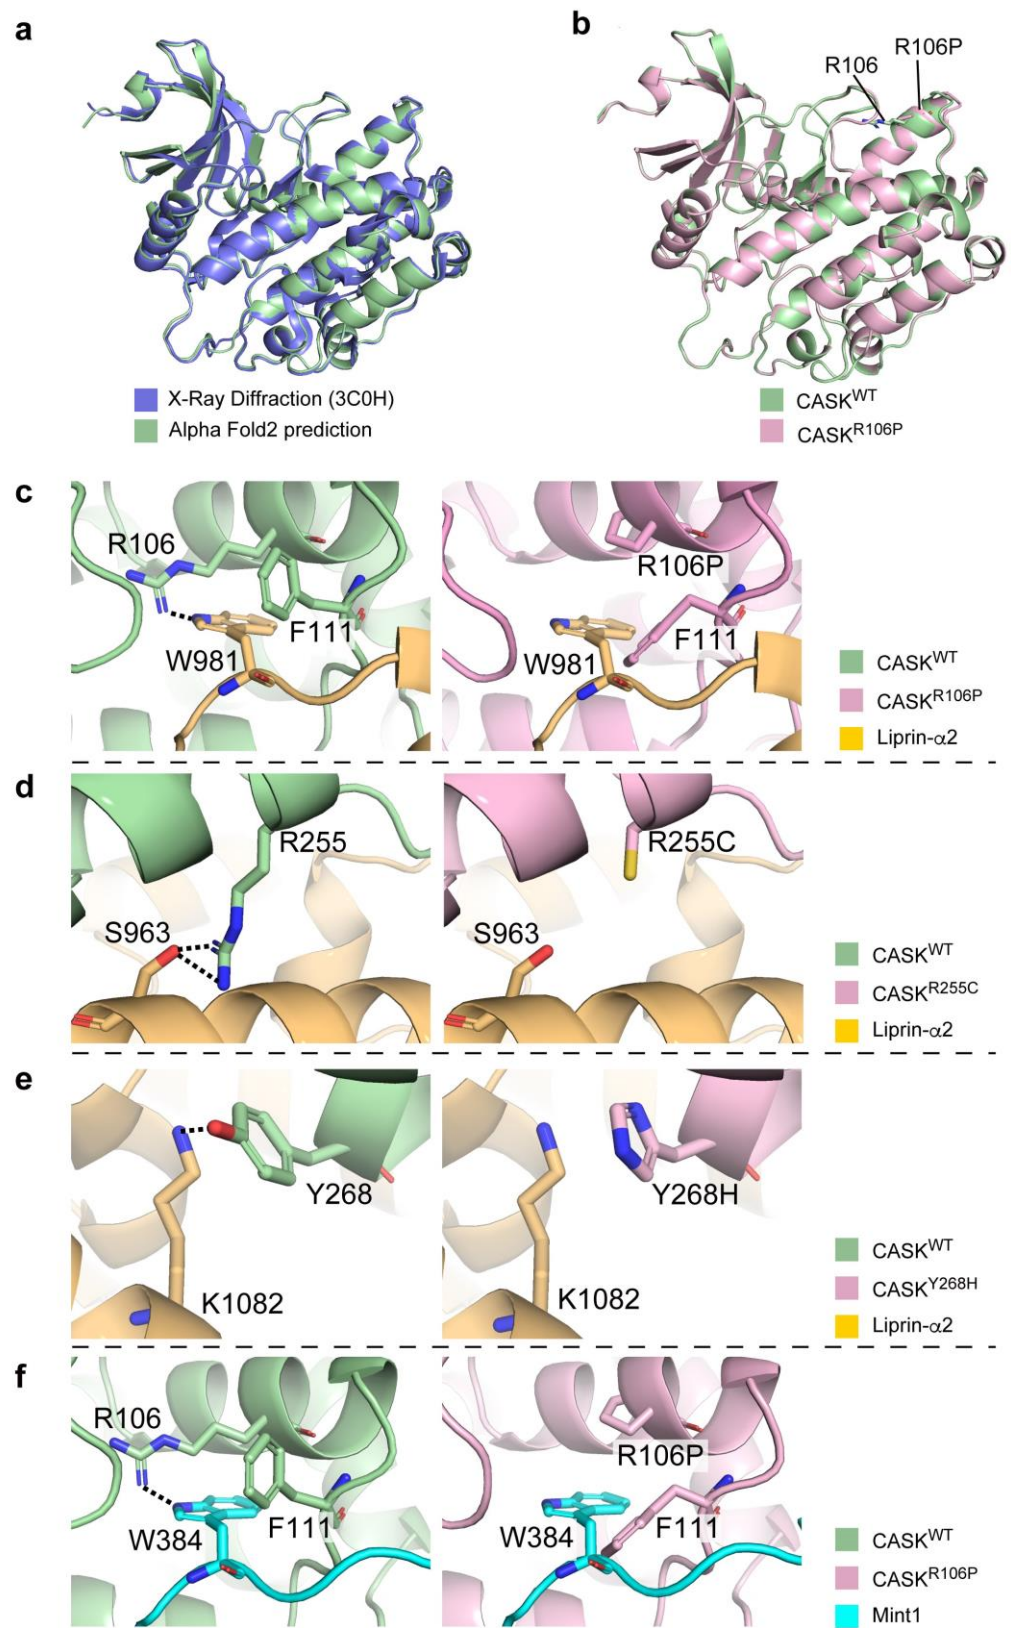 a
b
R106
R106P
X-Ray Diffraction (3C0H)
Alpha Fold2 prediction
CASKWT
CASKR106P
c
R106
F111
W981
R106P
F111
W981
CASKWT
CASKR106P
Liprin-α2
d
R255
S963
R255C
S963
CASKWT
CASKR255C
Liprin-α2
e
Y268
K1082
Y268H
K1082
CASKWT
CASKY268H
Liprin-α2
f
R106
W384
F111
R106P
W384
F111
CASKWT
CASKR106P
Mint1